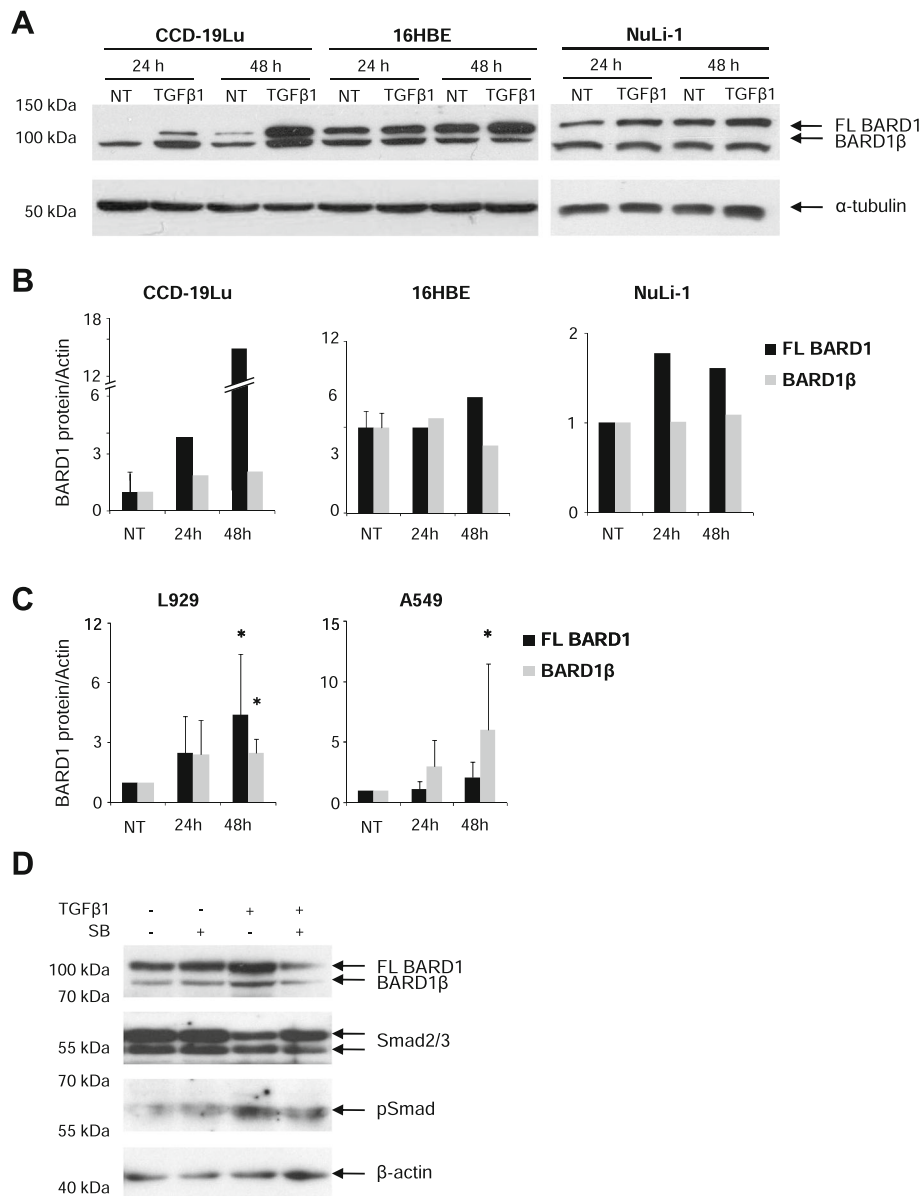 A
CCD-19Lu 16HBE NuLi-1
24 h 48 h 24 h 48 h 24 h 48 h
NT TGFβ1 NT TGFβ1 NT TGFβ1 NT TGFβ1 NT TGFβ1 NT TGFβ1
150 kDa
100 kDa
FL BARD1
BARD1β
50 kDa
α-tubulin
B
CCD-19Lu 16HBE NuLi-1
BARD1 protein/Actin
18
12
6
3
0
NT 24h 48h
12
6
3
0
NT 24h 48h
2
1
0
NT 24h 48h
FL BARD1
BARD1β
C
L929 A549
BARD1 protein/Actin
12
6
3
0
* *
NT 24h 48h
15
10
5
0
*
NT 24h 48h
FL BARD1
BARD1β
D
TGFβ1 - - + +
SB - + - +
100 kDa
70 kDa
FL BARD1
BARD1β
55 kDa
Smad2/3
70 kDa
55 kDa
pSmad
40 kDa
β-actin